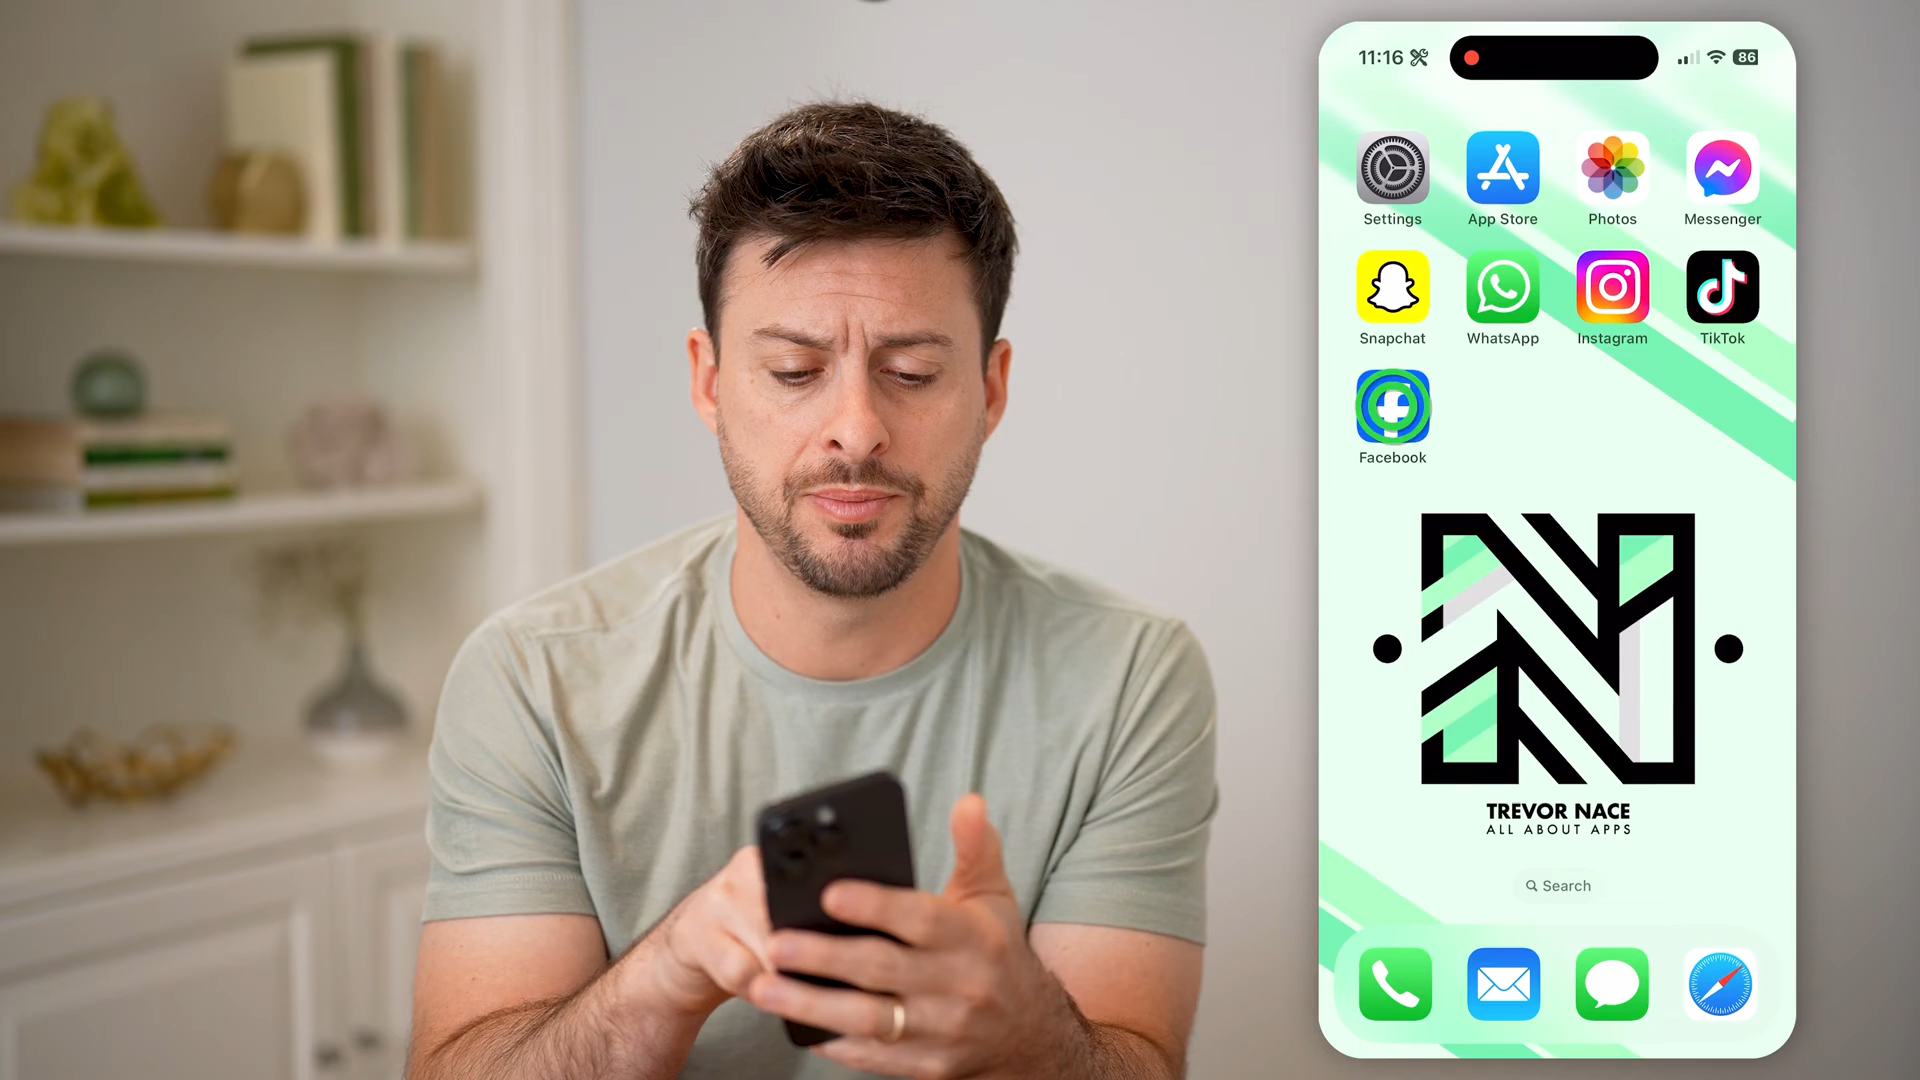 11:16
86
Settings App Store Photos Messenger
Snapchat WhatsApp Instagram TikTok
Facebook
TREVOR NACE
ALL ABOUT APPS
Search